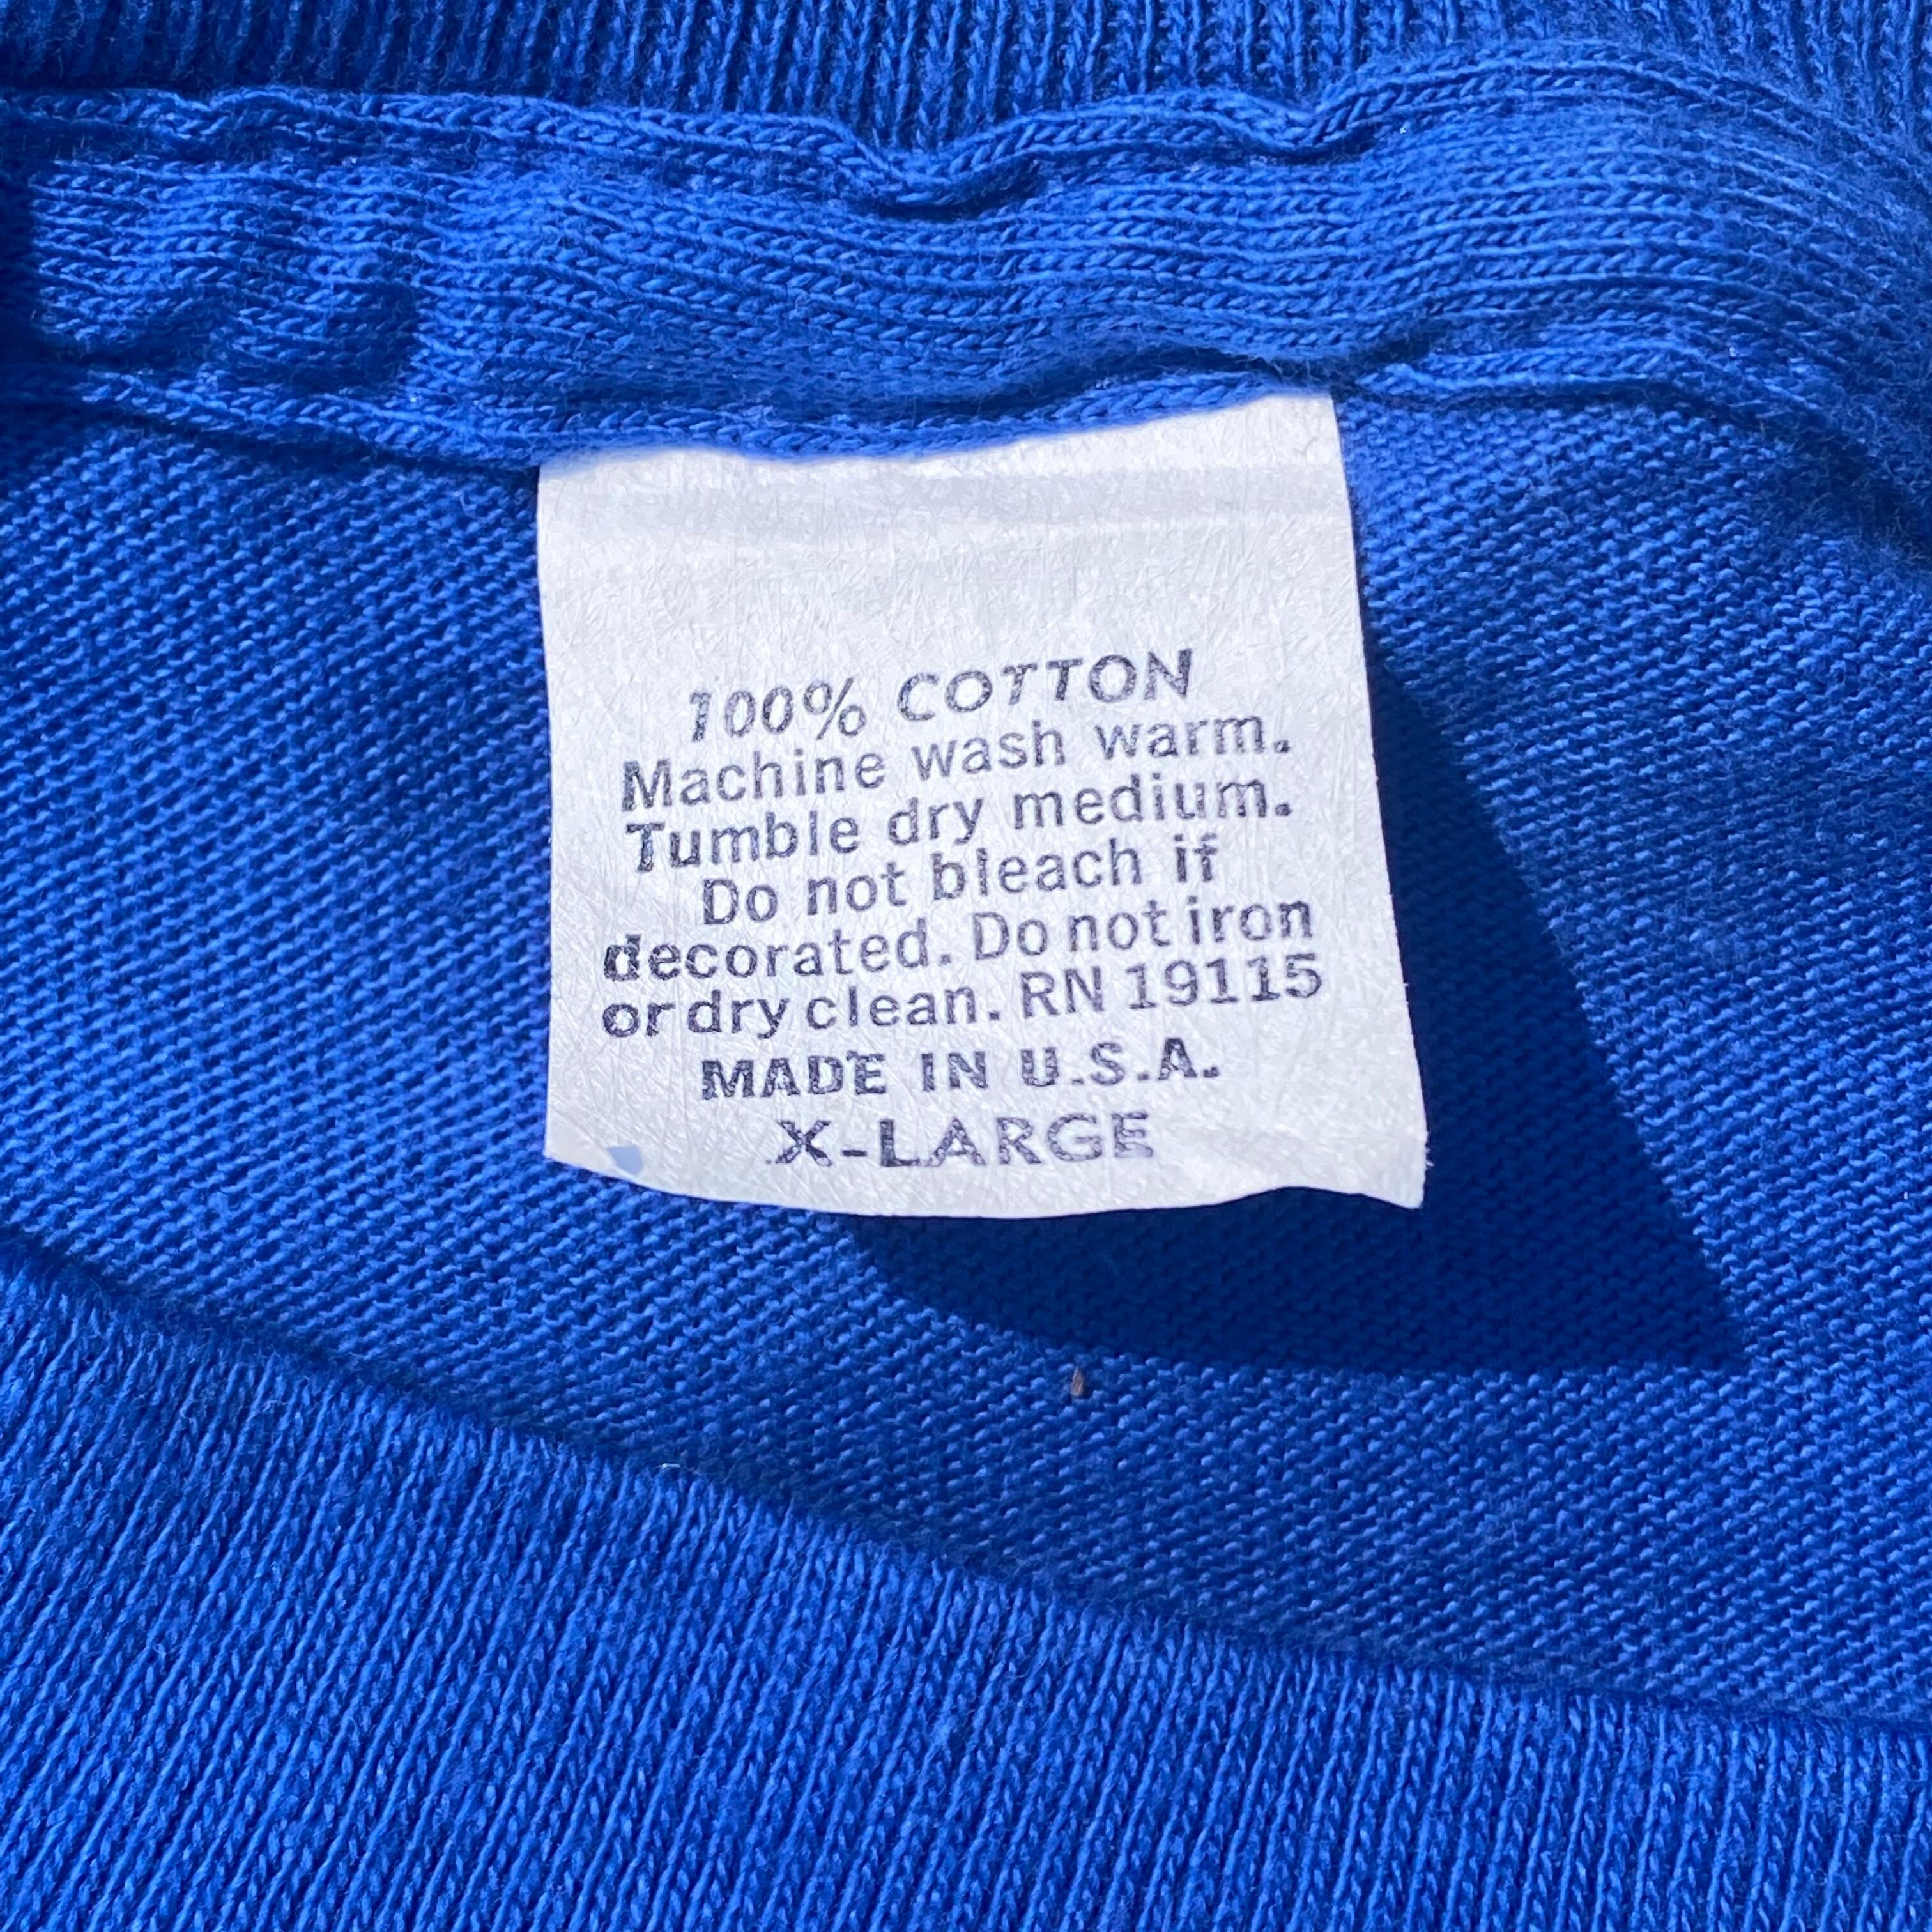 100% COTTON
Machine wash warm.
Tumble dry medium.
Do not bleach if
decorated. Do not iron
or dry clean. RN 19115
MADE IN U.S.A.
X-LARGE